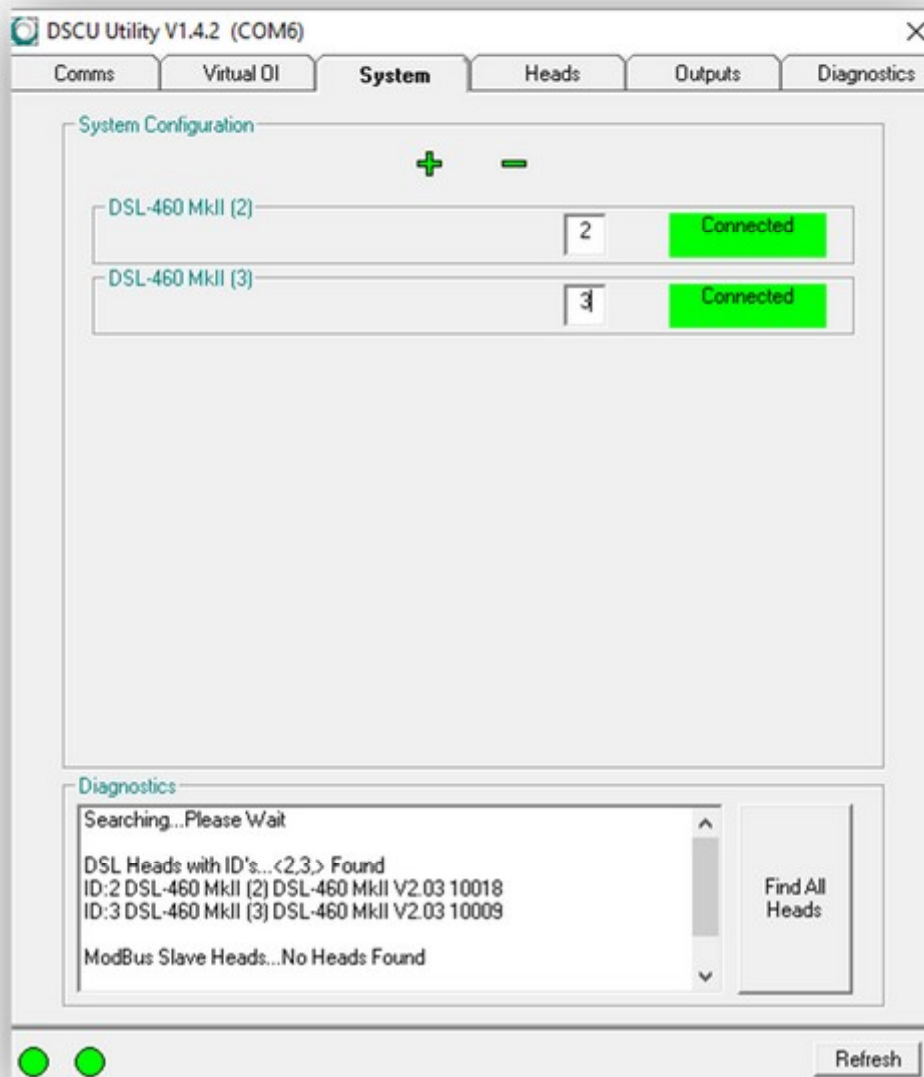 DSCU Utility V1.4.2 (COM6)
Comms Virtual OI System Heads Outputs Diagnostics
System Configuration
DSL-460 MkII (2)
2 Connected
DSL-460 MkII (3)
3 Connected
Diagnostics
Searching...Please Wait
DSL Heads with ID's...<2,3,> Found
ID:2 DSL-460 MkII (2) DSL-460 MkII V2.03 10018
ID:3 DSL-460 MkII (3) DSL-460 MkII V2.03 10009
ModBus Slave Heads...No Heads Found
Find All
Heads
Refresh